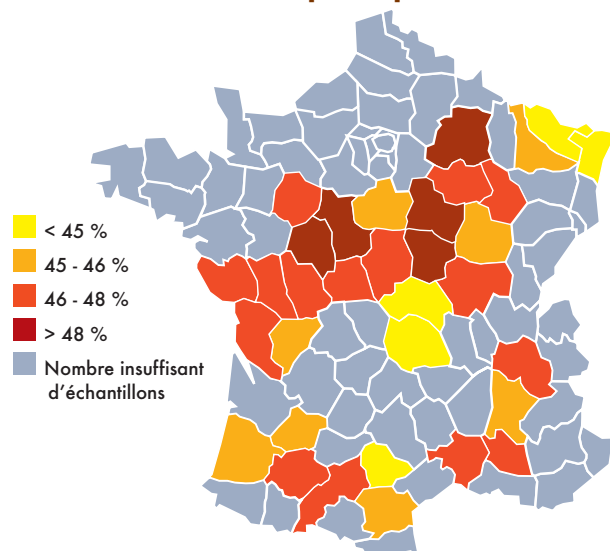 < 45 %
45 - 46 %
46 - 48 %
> 48 %
Nombre insuffisant
d’échantillons